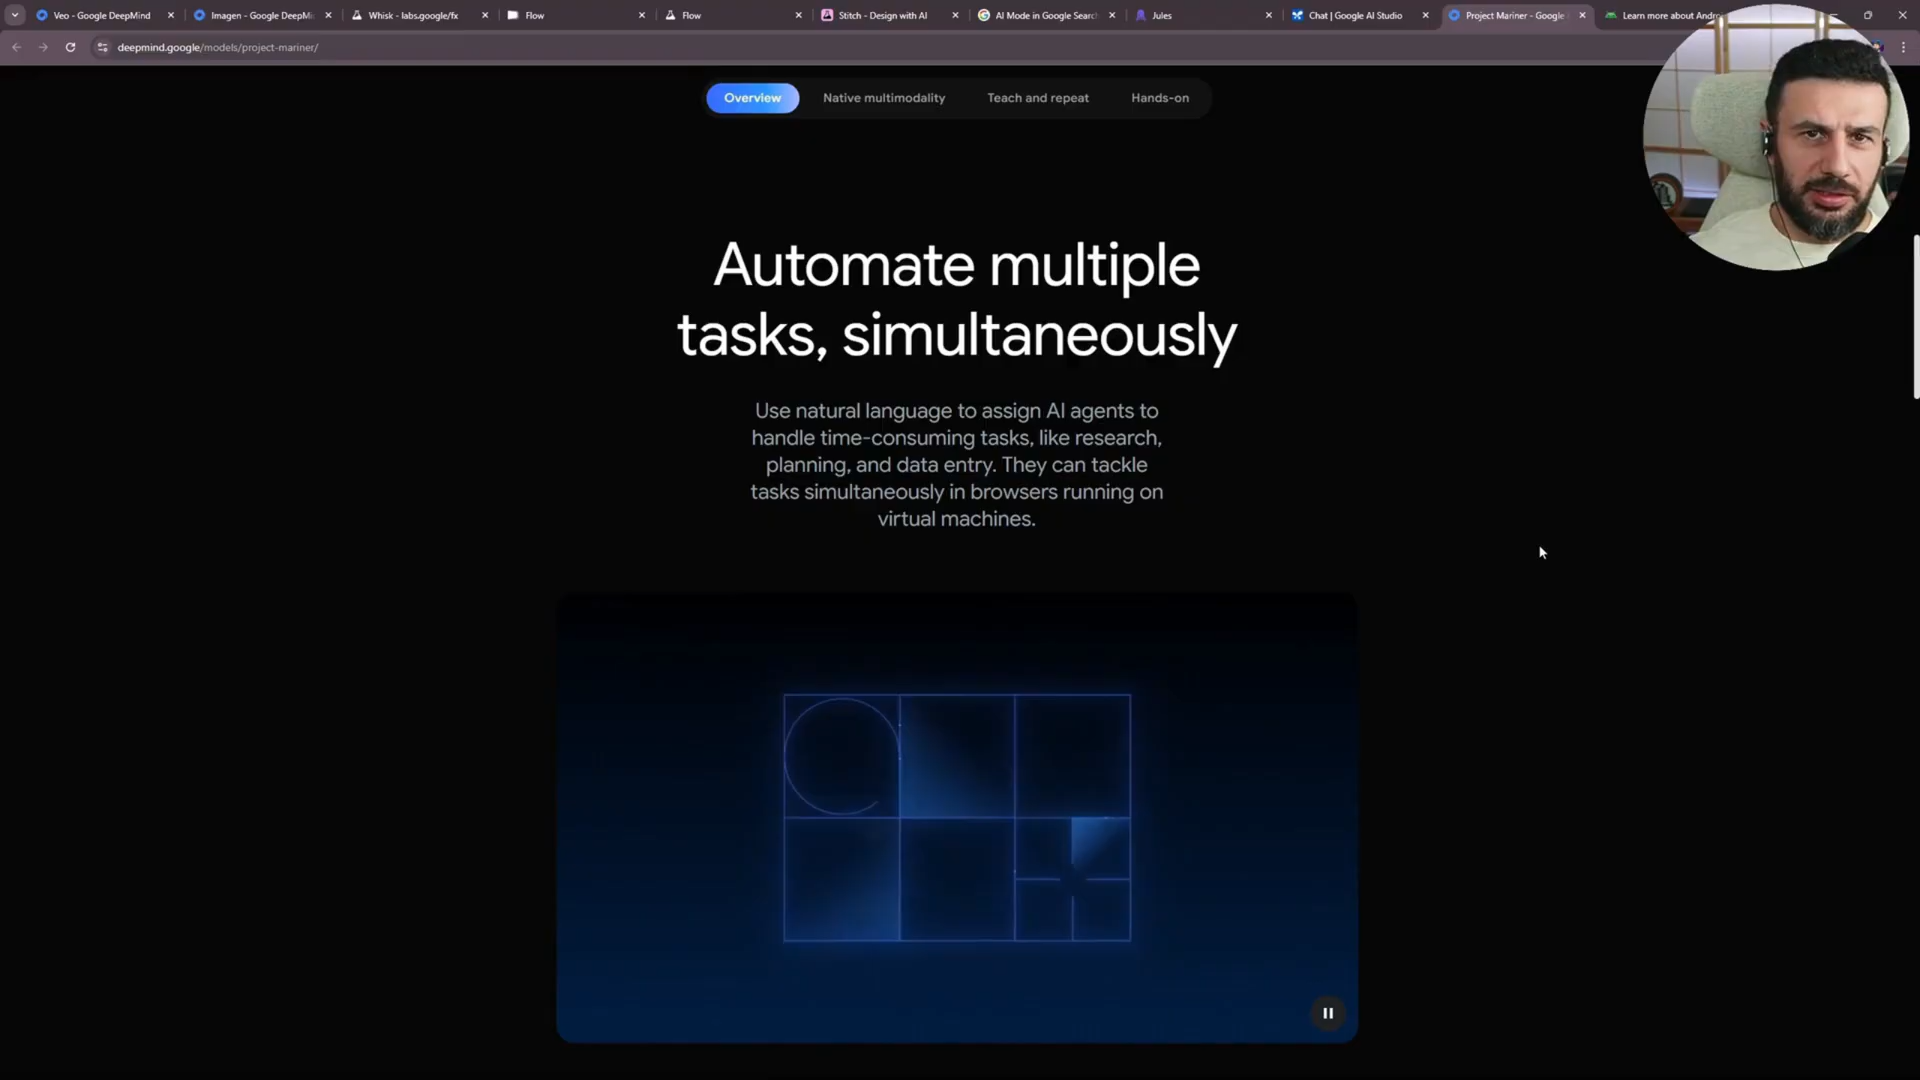 Veo - Google DeepMind
Imagen - Google DeepMi
Whisk - labs.google/fx
Flow
Flow
Stitch - Design with AI
AI Mode in Google Search
Jules
Chat | Google AI Studio
Project Mariner - Google
Learn more about Andro
deepmind.google/models/project-mariner/
Overview
Native multimodality
Teach and repeat
Hands-on
Automate multiple
tasks, simultaneously
Use natural language to assign AI agents to
handle time-consuming tasks, like research,
planning, and data entry. They can tackle
tasks simultaneously in browsers running on
virtual machines.